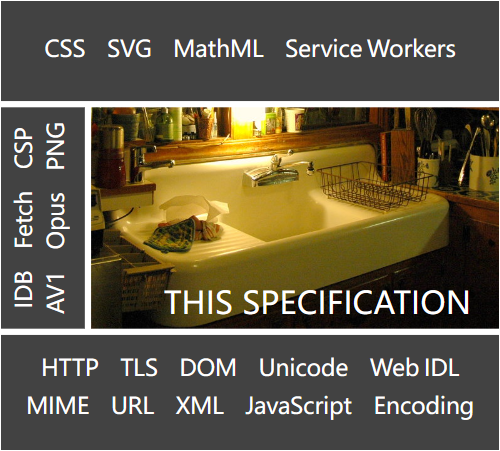 CSS SVG MathML Service Workers
IDB Fetch CSP
AV1 Opus PNG
THIS SPECIFICATION
HTTP TLS DOM Unicode Web IDL
MIME URL XML JavaScript Encoding